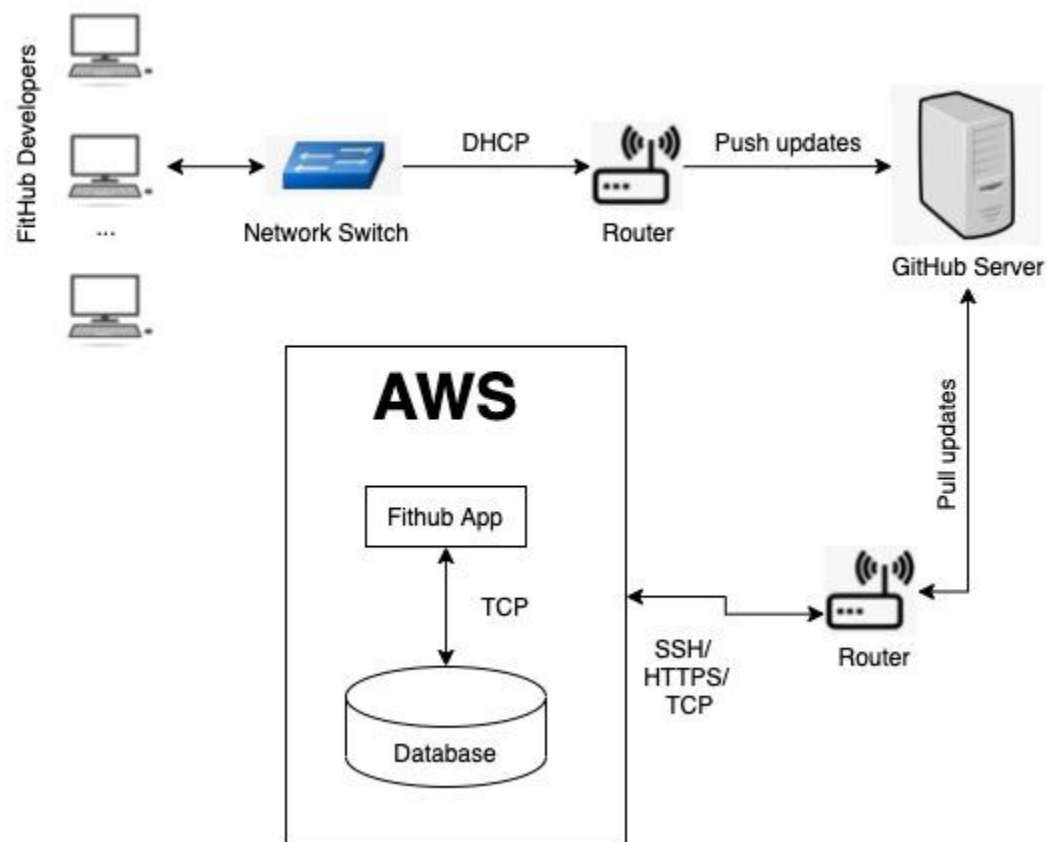 FitHub Developers
...
DHCP
Push updates
Network Switch
Router
GitHub Server
AWS
Pull updates
Fithub App
TCP
SSH/
HTTPS/
TCP
Router
Database